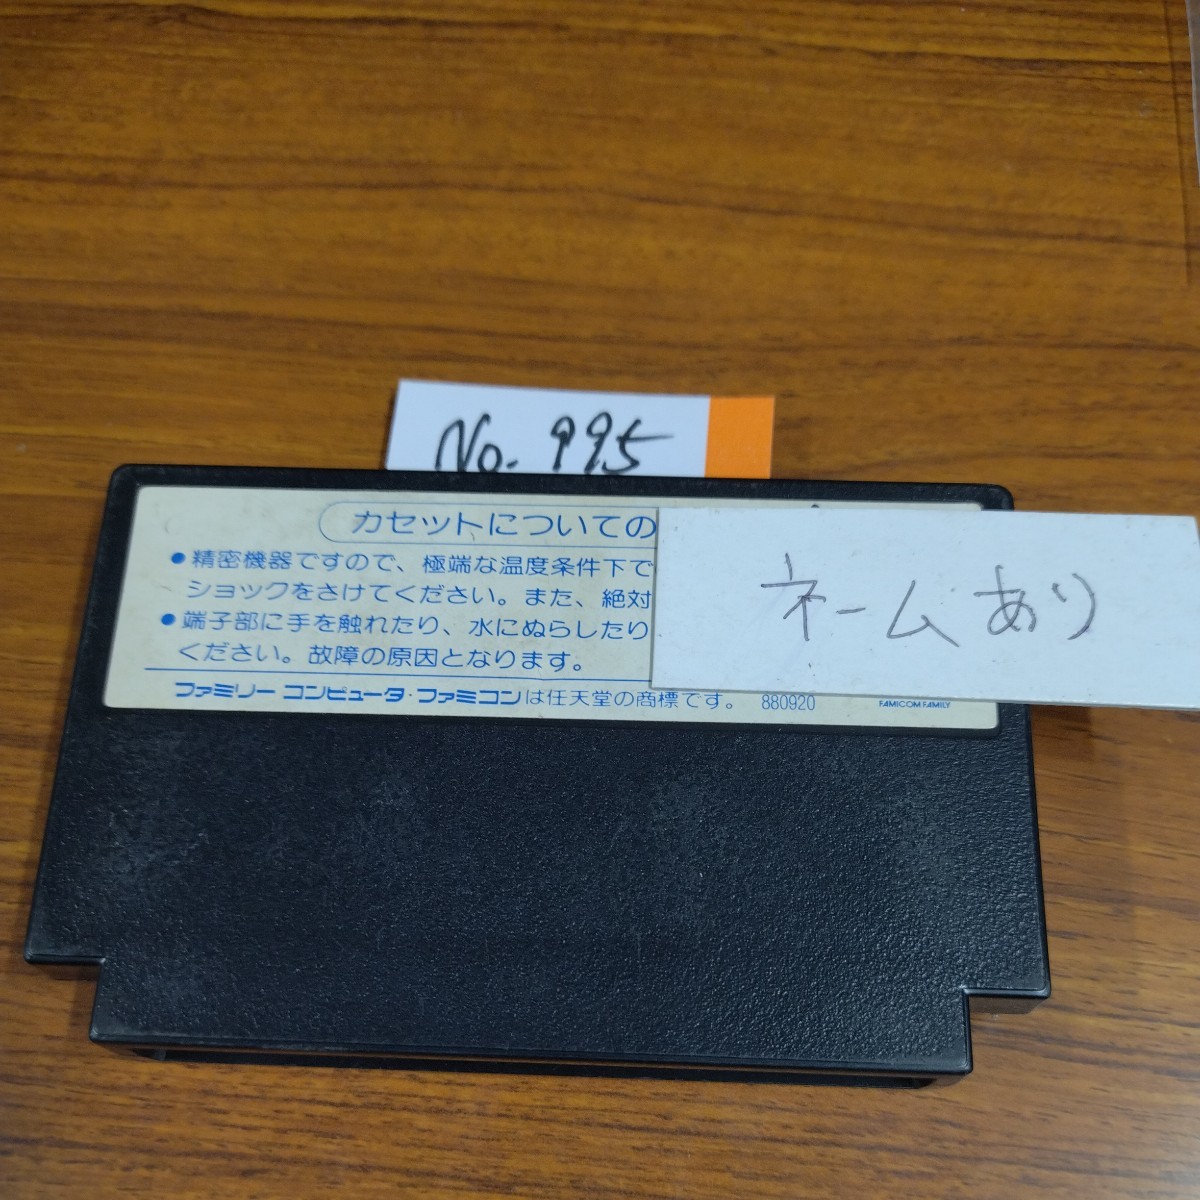 No. 995
カセットについての
●精密機器ですので、極端な温度条件下で
ショックをさけてください。また、絶対
●端子部に手を触れたり、水にぬらしたり
ください。故障の原因となります。
ファミリー コンピュータ・ファミコンは任天堂の商標です。 880920
FAMICOM FAMILY
ネームあり